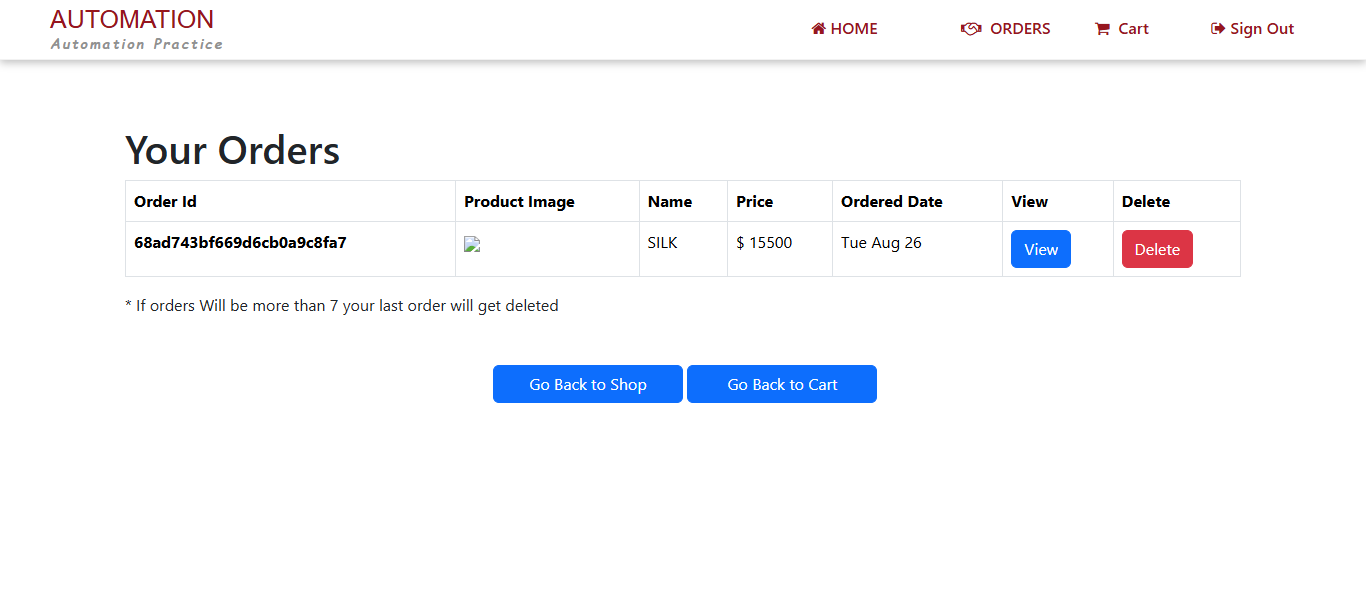 AUTOMATION
Automation Practice
HOME ORDERS Cart Sign Out
Your Orders
Order Id Product Image Name Price Ordered Date View Delete
68ad743bf669d6cb0a9c8fa7 SILK $ 15500 Tue Aug 26 View Delete
* If orders Will be more than 7 your last order will get deleted
Go Back to Shop Go Back to Cart